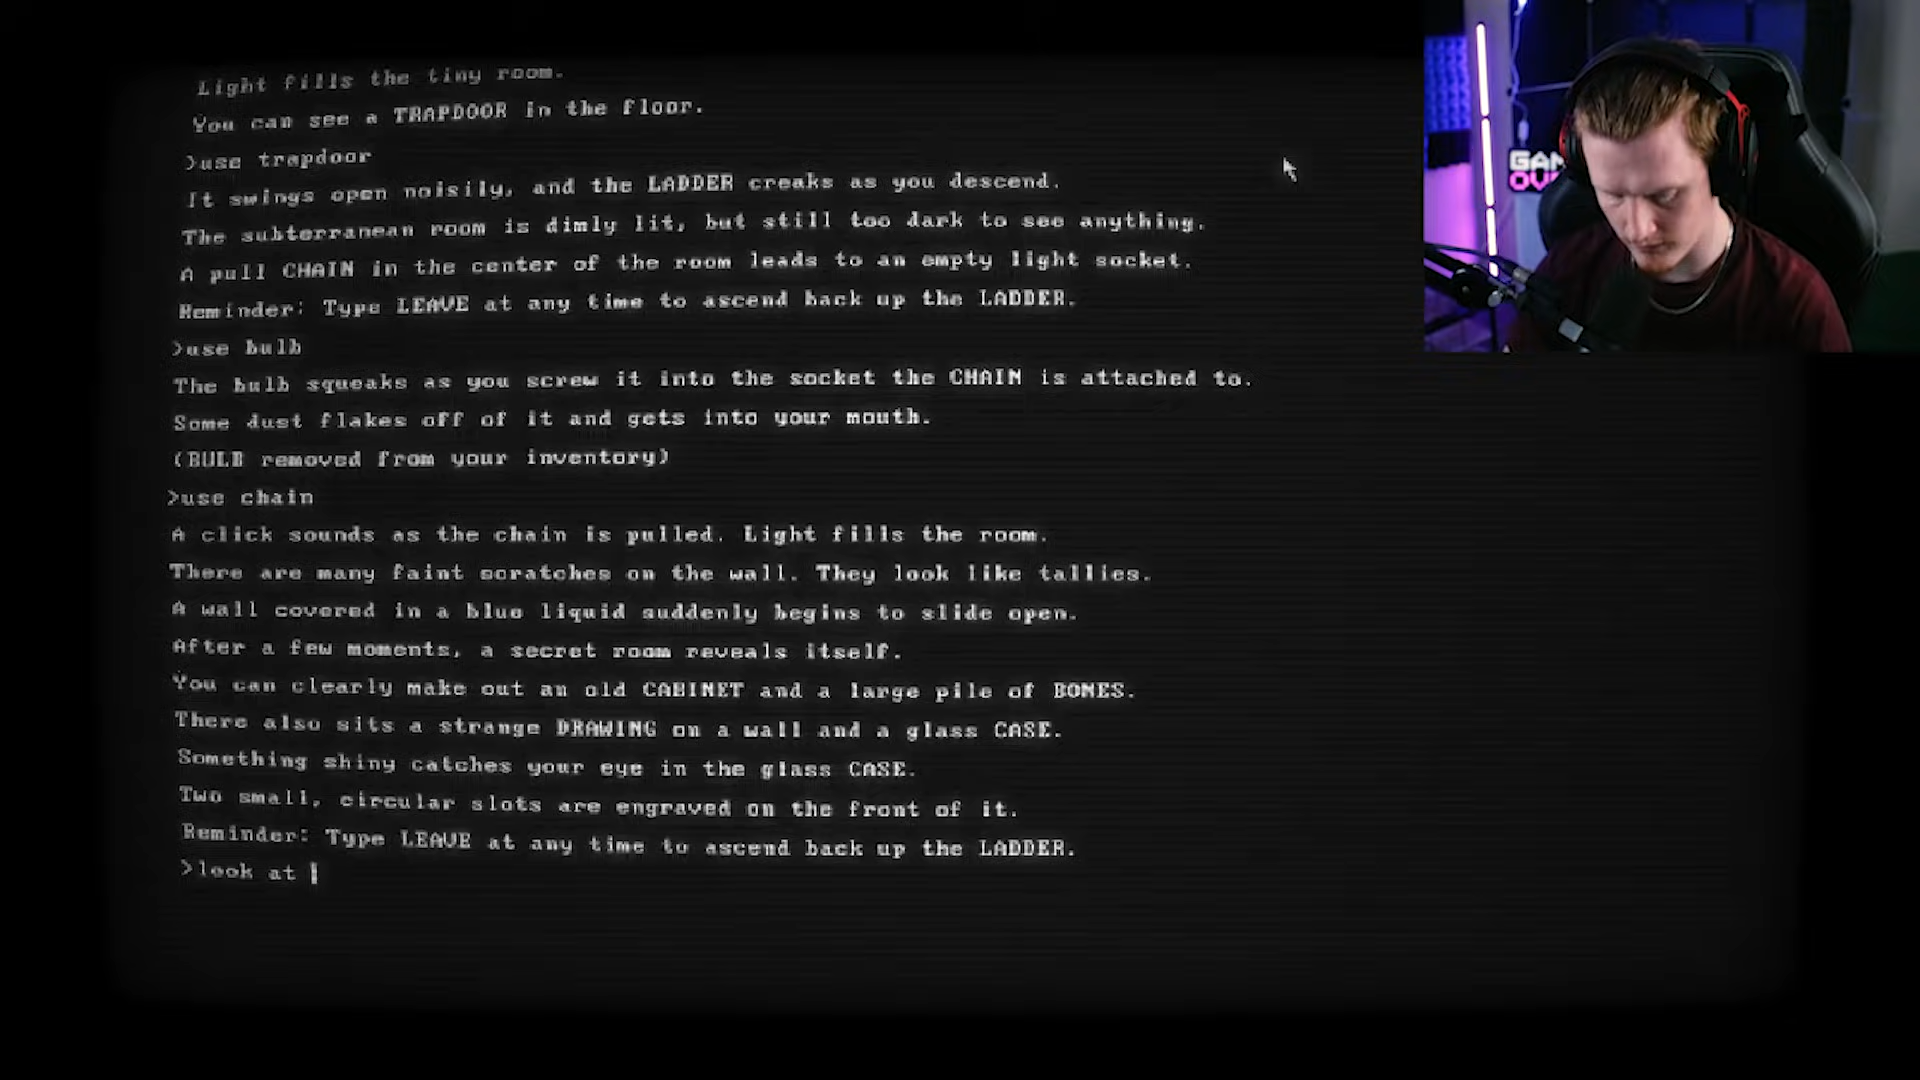 Light fills the tiny room.
You can see a TRAPDOOR in the floor.
>use trapdoor
It swings open noisily, and the LADDER creaks as you descend.
The subterranean room is dimly lit, but still too dark to see anything.
A pull CHAIN in the center of the room leads to an empty light socket.
Reminder: Type LEAVE at any time to ascend back up the LADDER.
>use bulb
The bulb squeaks as you screw it into the socket the CHAIN is attached to.
Some dust flakes off of it and gets into your mouth.
(BULB removed from your inventory)
>use chain
A click sounds as the chain is pulled. Light fills the room.
There are many faint scratches on the wall. They look like tallies.
A wall covered in a blue liquid suddenly begins to slide open.
After a few moments, a secret room reveals itself.
You can clearly make out an old CABINET and a large pile of BONES.
There also sits a strange DRAWING on a wall and a glass CASE.
Something shiny catches your eye in the glass CASE.
Two small, circular slots are engraved on the front of it.
Reminder: Type LEAVE at any time to ascend back up the LADDER.
>look at